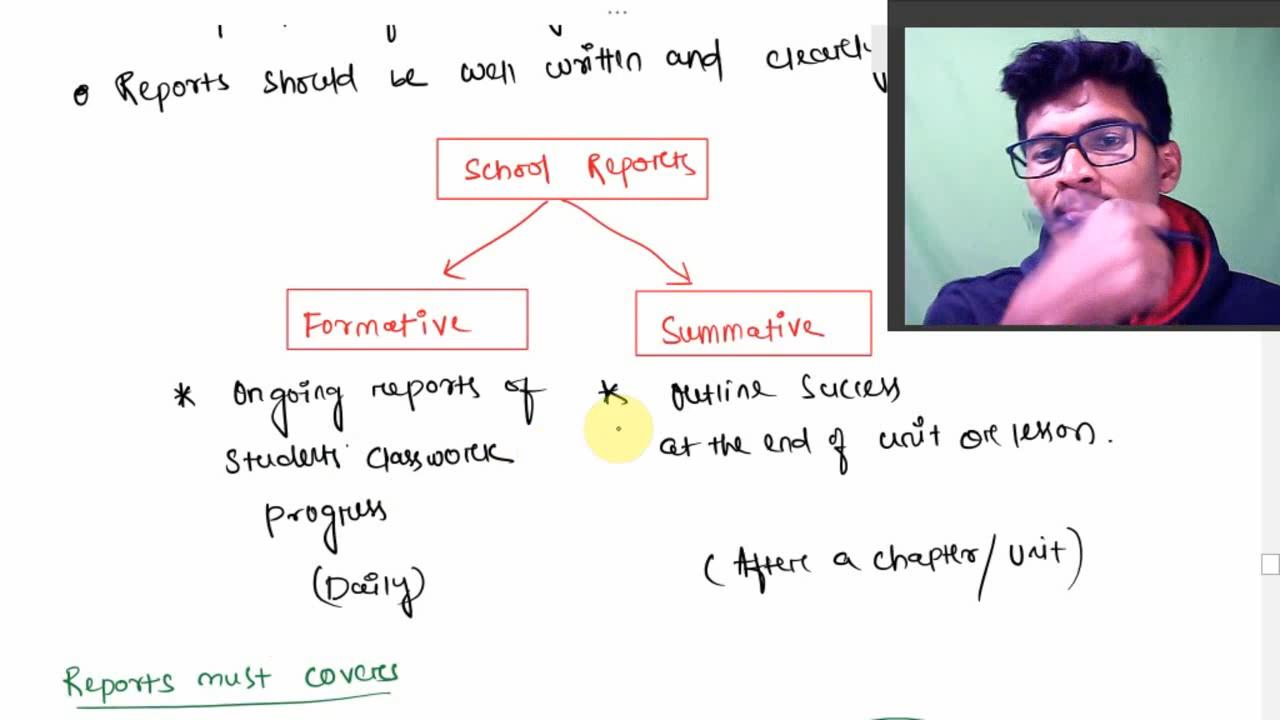 • Reports should be well written and
School Reports
Formative
Summative
* Ongoing reports of
students' classwork
progress
(Daily)
* Outline success
at the end of unit or lesson.
(After a chapter/unit)
Reports must covers